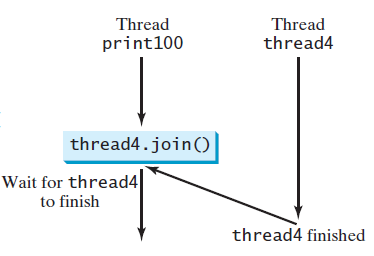 Thread
print100
Thread
thread4
thread4.join()
Wait for thread4
to finish
thread4 finished